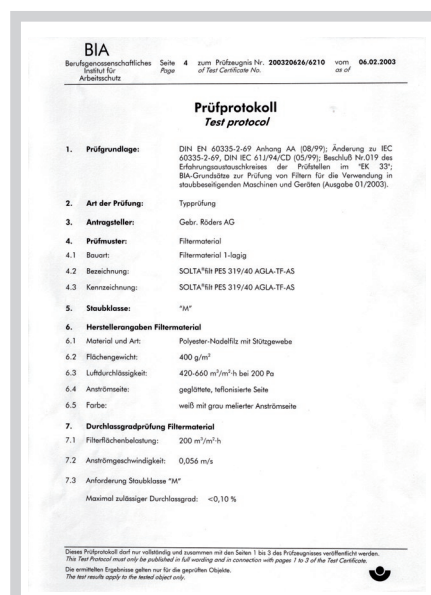 BIA
Berufsgenossenschaftliches Seite 4 zum Prüfzeugnis Nr. 200320626/6210 vom 06.02.2003
Institut für Page of Test Certificate No. as of
Arbeitsschutz
Prüfprotokoll
Test protocol
1. Prüfgrundlage: DIN EN 60335-2-69 Anhang AA (08/99); Änderung zu IEC
60335-2-69, DIN IEC 61J/94/CD (05/99); Beschluß Nr.019 des
Erfahrungsaustauschkreises der Prüfstellen im "EK 33";
BIA-Grundsätze zur Prüfung von Filtern für die Verwendung in
staubbeseitigenden Maschinen und Geräten (Ausgabe 01/2003).
2. Art der Prüfung: Typprüfung
3. Antragsteller: Gebr. Röders AG
4. Prüfmuster: Filtermaterial
4.1 Bauart: Filtermaterial 1-lagig
4.2 Bezeichnung: SOLTA®filt PES 319/40 AGLA-TF-AS
4.3 Kennzeichnung: SOLTA®filt PES 319/40 AGLA-TF-AS
5. Staubklasse: "M"
6. Herstellerangaben Filtermaterial
6.1 Material und Art: Polyester-Nadelfilz mit Stützgewebe
6.2 Flächengewicht: 400 g/m²
6.3 Luftdurchlässigkeit: 420-660 m³/m²·h bei 200 Pa
6.4 Anströmseite: geglättete, teflonisierte Seite
6.5 Farbe: weiß mit grau melierter Anströmseite
7. Durchlassgradprüfung Filtermaterial
7.1 Filterflächenbelastung: 200 m³/m²·h
7.2 Anströmgeschwindigkeit: 0,056 m/s
7.3 Anforderung Staubklasse "M"
Maximal zulässiger Durchlassgrad: <0,10 %
Dieses Prüfprotokoll darf nur vollständig und zusammen mit den Seiten 1 bis 3 des Prüfzeugnisses veröffentlicht werden.
This Test Protocol must only be published in full wording and in connection with pages 1 to 3 of the Test Certificate.
Die ermittelten Ergebnisse gelten nur für die geprüften Objekte.
The test results apply to the tested object only.